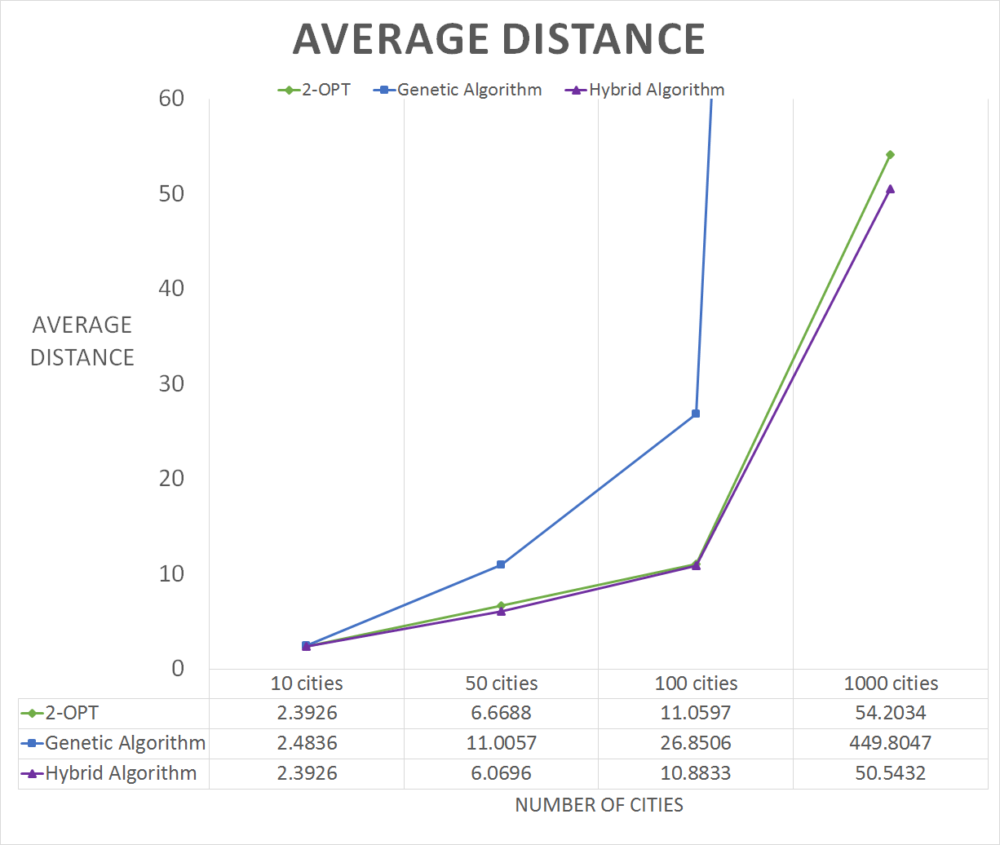 AVERAGE DISTANCE
2-OPT Genetic Algorithm Hybrid Algorithm
60
50
40
30
20
10
0
AVERAGE
DISTANCE
10 cities 50 cities 100 cities 1000 cities
2-OPT 2.3926 6.6688 11.0597 54.2034
Genetic Algorithm 2.4836 11.0057 26.8506 449.8047
Hybrid Algorithm 2.3926 6.0696 10.8833 50.5432
NUMBER OF CITIES